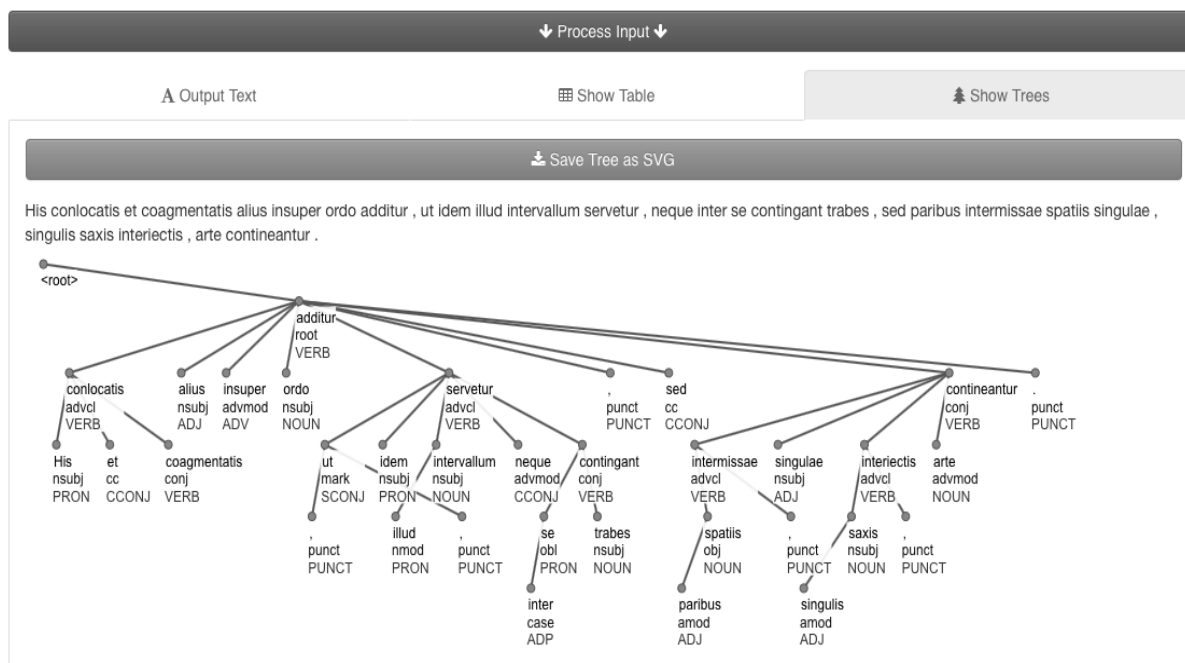 Process Input
Output Text Show Table Show Trees
Save Tree as SVG
His conlocatis et coagmentatis alius insuper ordo additur , ut idem illud intervallum servetur , neque inter se contingant trabes , sed paribus intermissae spatiis singulae ,
singulis saxis interiectis , arte contineantur .
<root>
additur
root
VERB
conlocatis alius insuper ordo servetur , sed contineantur .
advcl nsubj advmod nsubj advcl punct cc conj punct
VERB ADJ ADV NOUN VERB PUNCT CCONJ VERB PUNCT
His et coagmentatis ut idem intervallum neque contingant intermissae singulae interiectis arte
nsubj cc conj mark nsubj nsubj advmod conj advcl nsubj advcl advmod
PRON CCONJ VERB SCONJ PRON NOUN CCONJ VERB VERB ADJ VERB NOUN
, illud , se trabes spatiis , saxis ,
punct nmod punct obl nsubj obj punct nsubj punct
PUNCT PRON PUNCT PRON NOUN NOUN PUNCT NOUN PUNCT
inter paribus singulis
case amod amod
ADP ADJ ADJ